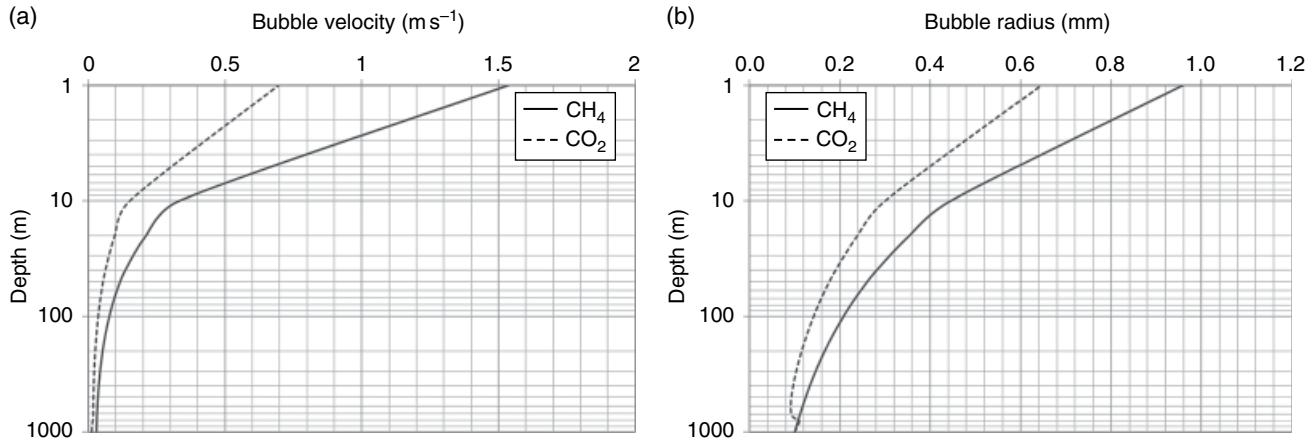 (a)
Bubble velocity (m s⁻¹)
0 0.5 1 1.5 2
1
10
100
1000
Depth (m)
CH₄
CO₂
(b)
Bubble radius (mm)
0.0 0.2 0.4 0.6 0.8 1.0 1.2
1
10
100
1000
Depth (m)
CH₄
CO₂